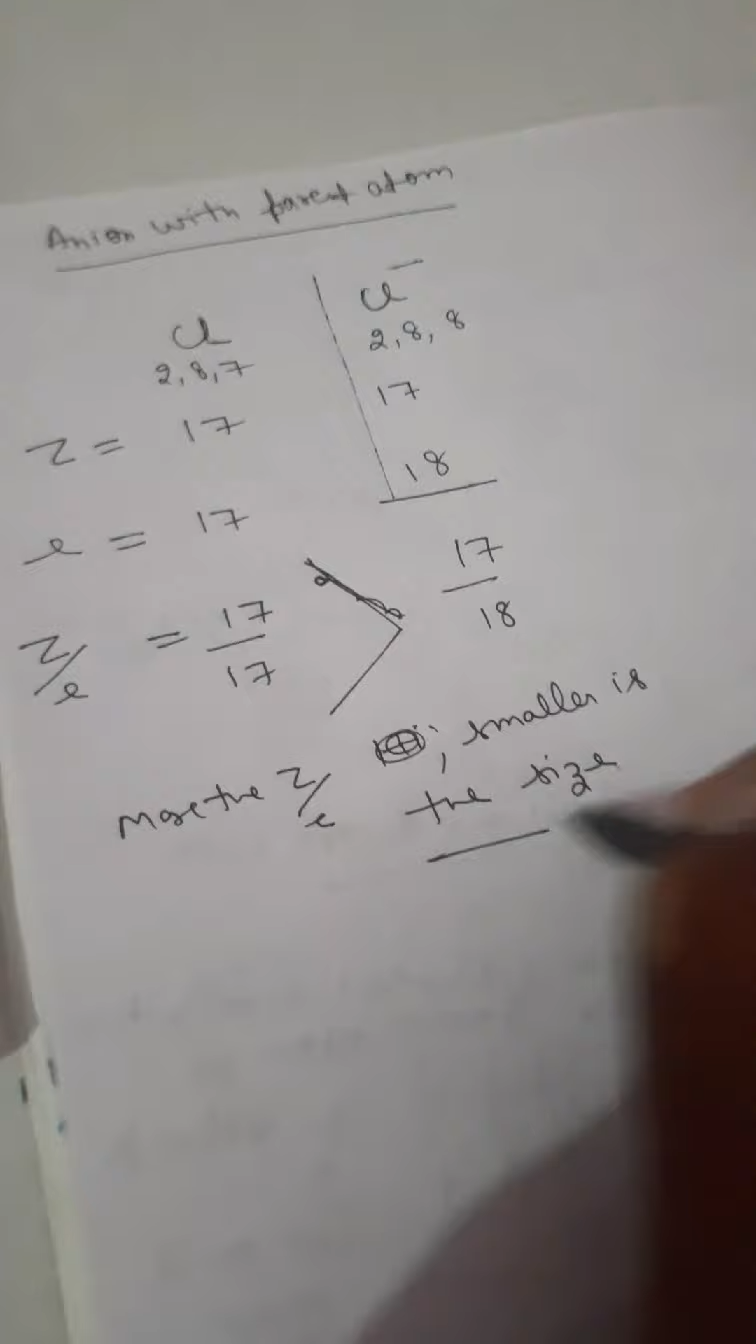 Anion with parent atom
Cl Cl⁻
2,8,7 2,8,8
Z = 17 17
e = 17 18
Z/e = 17/17 > 17/18
More the Z/e ; smaller is
the size